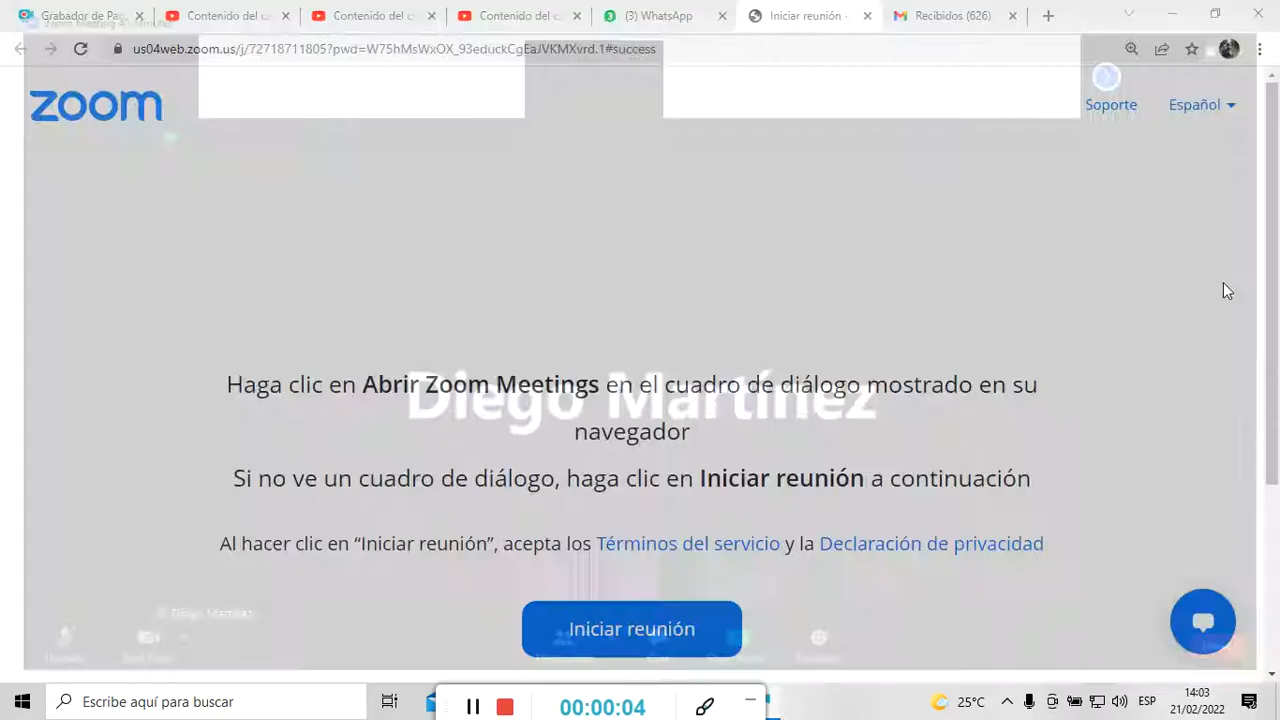 Grabador de Pa
Contenido del c
Contenido del c
Contenido del c
(3) WhatsApp
Iniciar reunión -
Recibidos (626)
us04web.zoom.us/j/72718711805?pwd=W75hMsWxOX_93educkCgEaJVKMXvrd.1#success
zoom
Soporte
Español
Haga clic en Abrir Zoom Meetings en el cuadro de diálogo mostrado en su
navegador
Diego Martínez
Si no ve un cuadro de diálogo, haga clic en Iniciar reunión a continuación
Al hacer clic en “Iniciar reunión”, acepta los Términos del servicio y la Declaración de privacidad
Diego Martínez
Iniciar reunión
Escribe aquí para buscar
00:00:04
25°C
ESP
14:03
21/02/2022